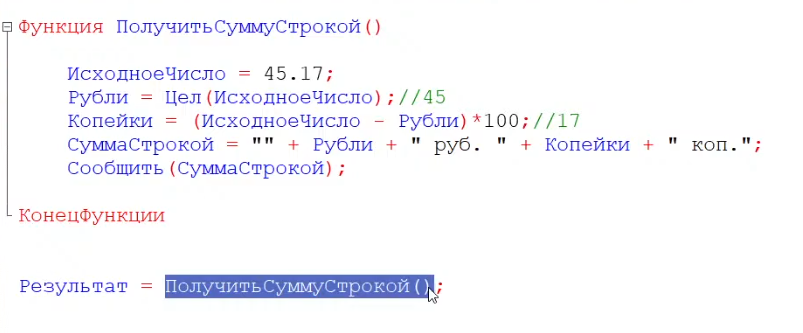 Функция ПолучитьСуммуСтрокой()
ИсходноеЧисло = 45.17;
Рубли = Цел(ИсходноеЧисло);//45
Копейки = (ИсходноеЧисло - Рубли)*100;//17
СуммаСтрокой = "" + Рубли + " руб. " + Копейки + " коп.";
Сообщить(СуммаСтрокой);
КонецФункции
Результат = ПолучитьСуммуСтрокой();